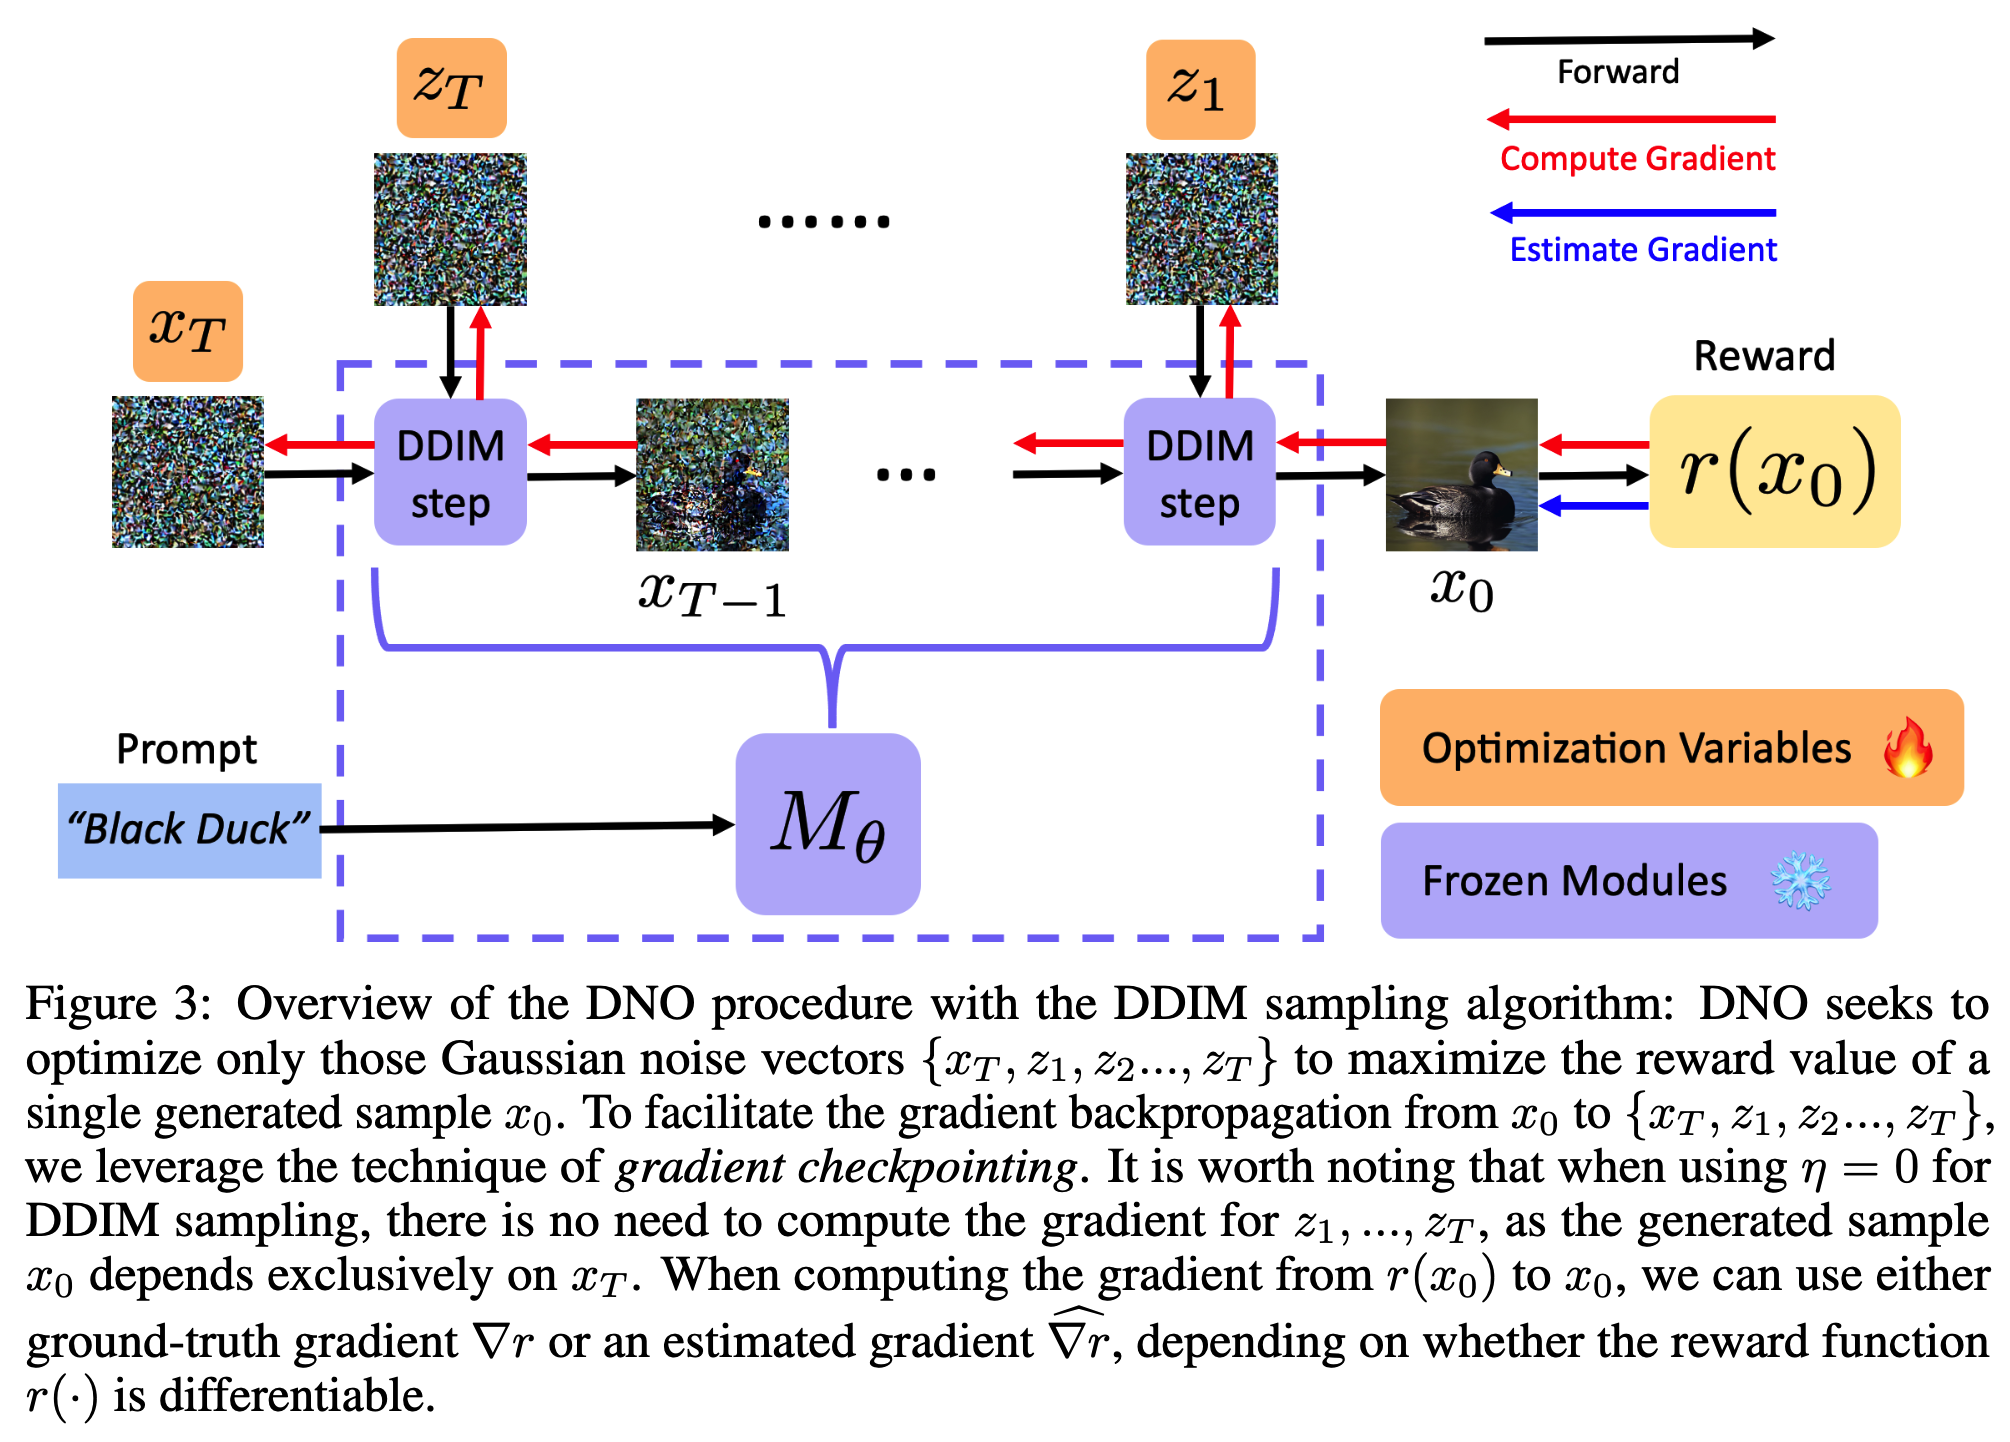 z_T
z_1
Forward
Compute Gradient
Estimate Gradient
x_T
Reward
DDIM step
DDIM step
r(x_0)
x_{T-1}
x_0
Prompt
"Black Duck"
M_θ
Optimization Variables
Frozen Modules
Figure 3: Overview of the DNO procedure with the DDIM sampling algorithm: DNO seeks to
optimize only those Gaussian noise vectors {x_T, z_1, z_2..., z_T} to maximize the reward value of a
single generated sample x_0. To facilitate the gradient backpropagation from x_0 to {x_T, z_1, z_2..., z_T},
we leverage the technique of gradient checkpointing. It is worth noting that when using η = 0 for
DDIM sampling, there is no need to compute the gradient for z_1, ..., z_T, as the generated sample
x_0 depends exclusively on x_T. When computing the gradient from r(x_0) to x_0, we can use either
ground-truth gradient ∇r or an estimated gradient \widehat{∇r}, depending on whether the reward function
r(·) is differentiable.